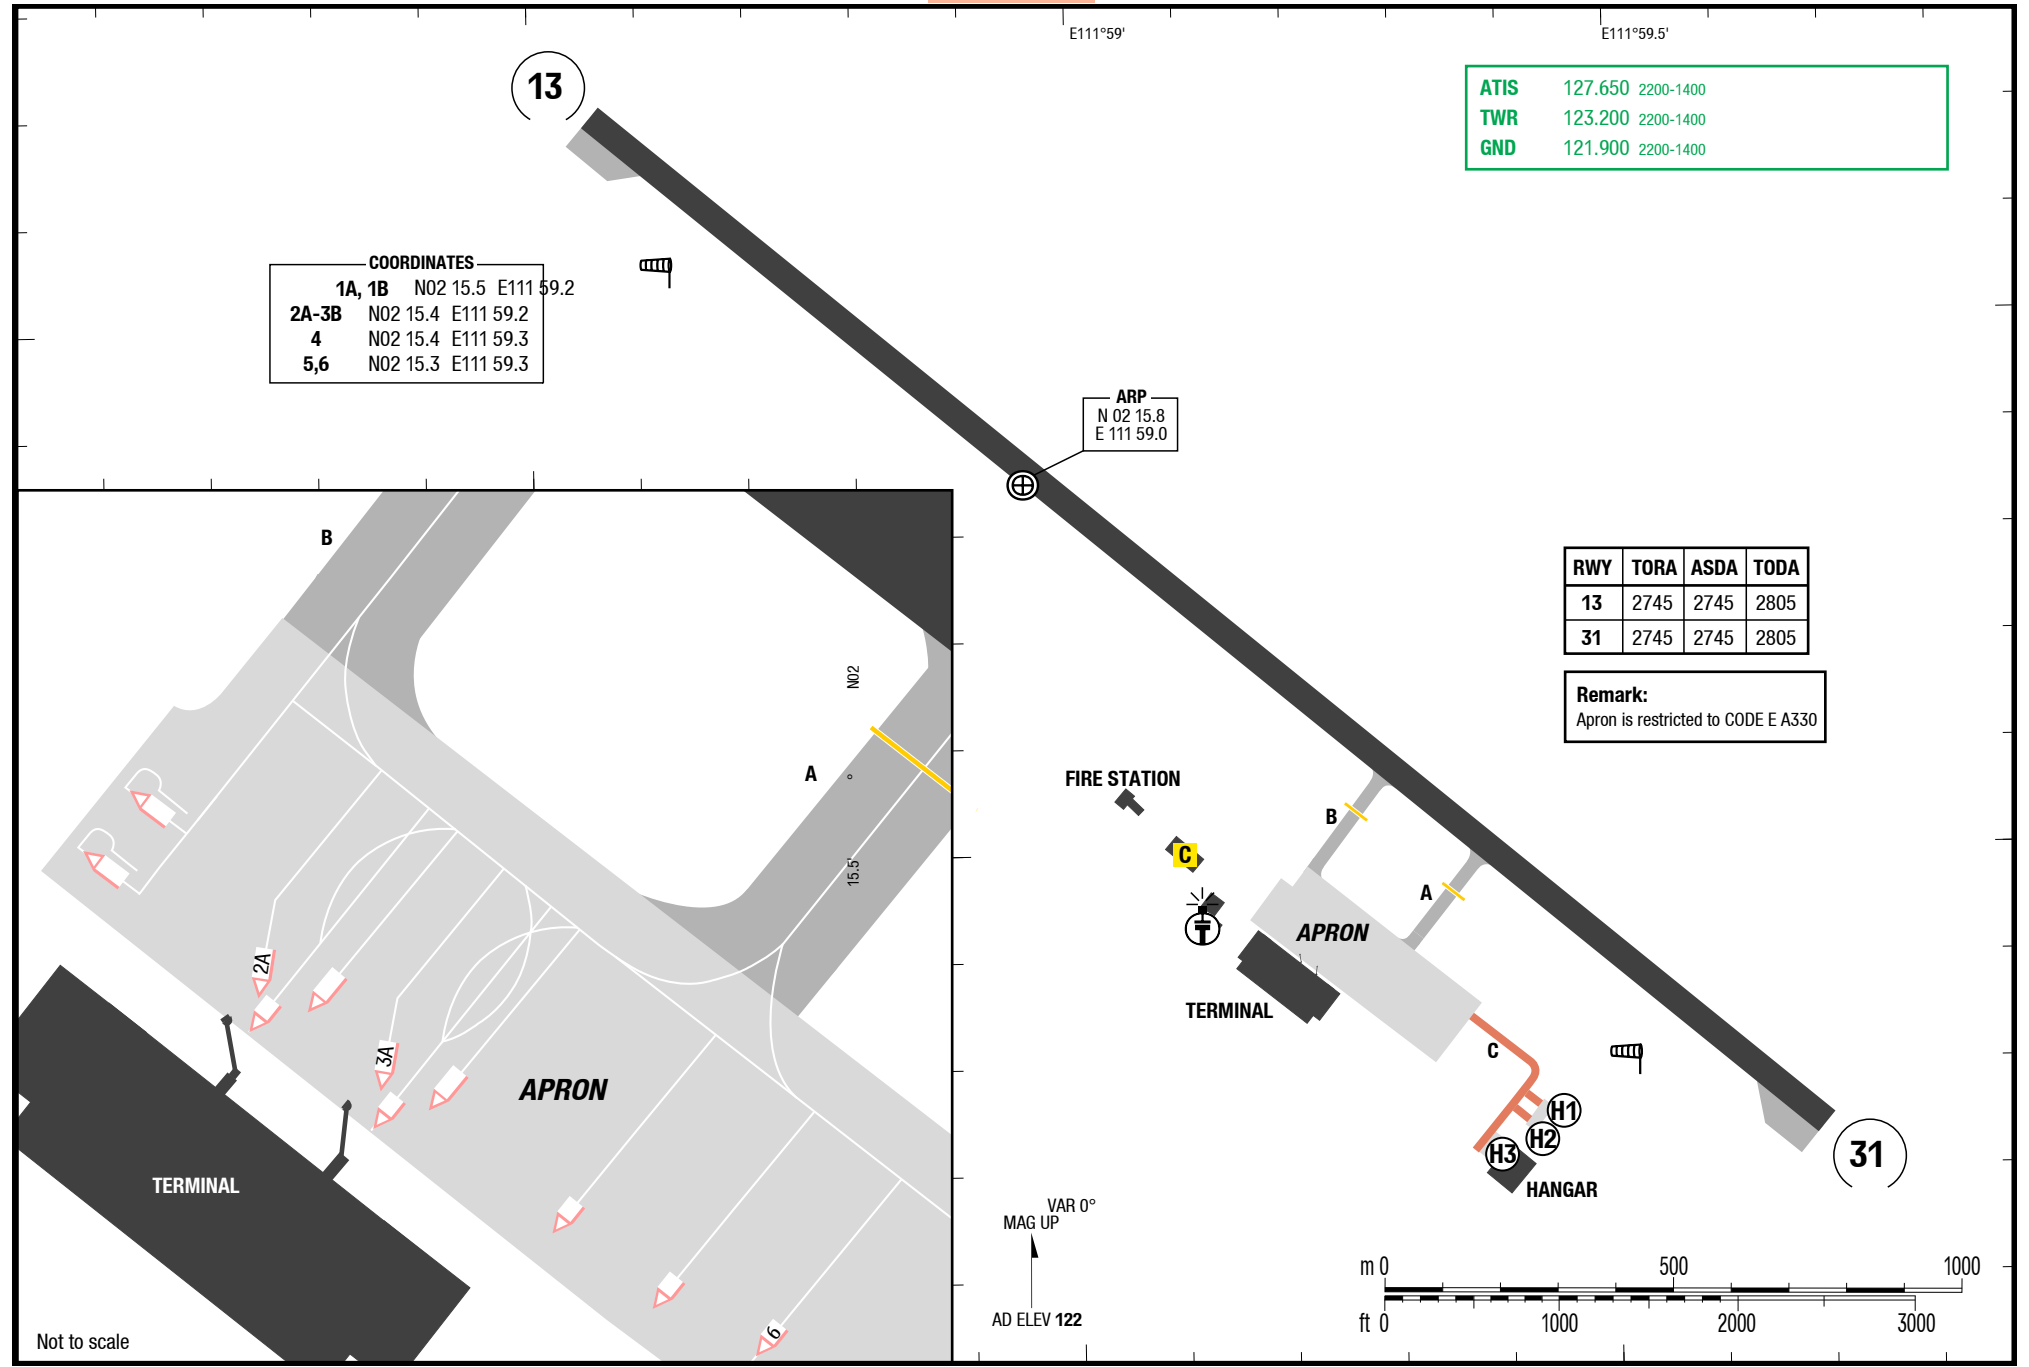 E111°59'
E111°59.5'
13
ATIS 127.650 2200-1400
TWR 123.200 2200-1400
GND 121.900 2200-1400
COORDINATES
1A, 1B N02 15.5 E111 59.2
2A-3B N02 15.4 E111 59.2
4 N02 15.4 E111 59.3
5,6 N02 15.3 E111 59.3
ARP
N 02 15.8
E 111 59.0
RWY TORA ASDA TODA
13 2745 2745 2805
31 2745 2745 2805
Remark:
Apron is restricted to CODE E A330
B
N02°
15.5'
A
2A
3A
APRON
TERMINAL
6
Not to scale
FIRE STATION
B
C
A
APRON
TERMINAL
C
H1
H2
H3
HANGAR
31
VAR 0°
MAG UP
AD ELEV 122
m 0 500 1000
ft 0 1000 2000 3000